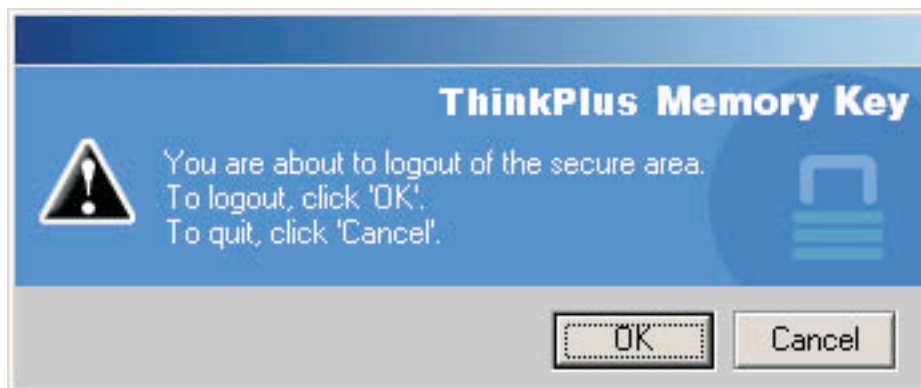 ThinkPlus Memory Key
You are about to logout of the secure area.
To logout, click 'OK'.
To quit, click 'Cancel'.
OK Cancel